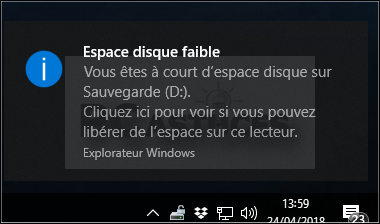 Espace disque faible
Vous êtes à court d'espace disque sur
Sauvegarde (D:).
Cliquez ici pour voir si vous pouvez
libérer de l'espace sur ce lecteur.
Explorateur Windows
13:59
24/04/2018
23